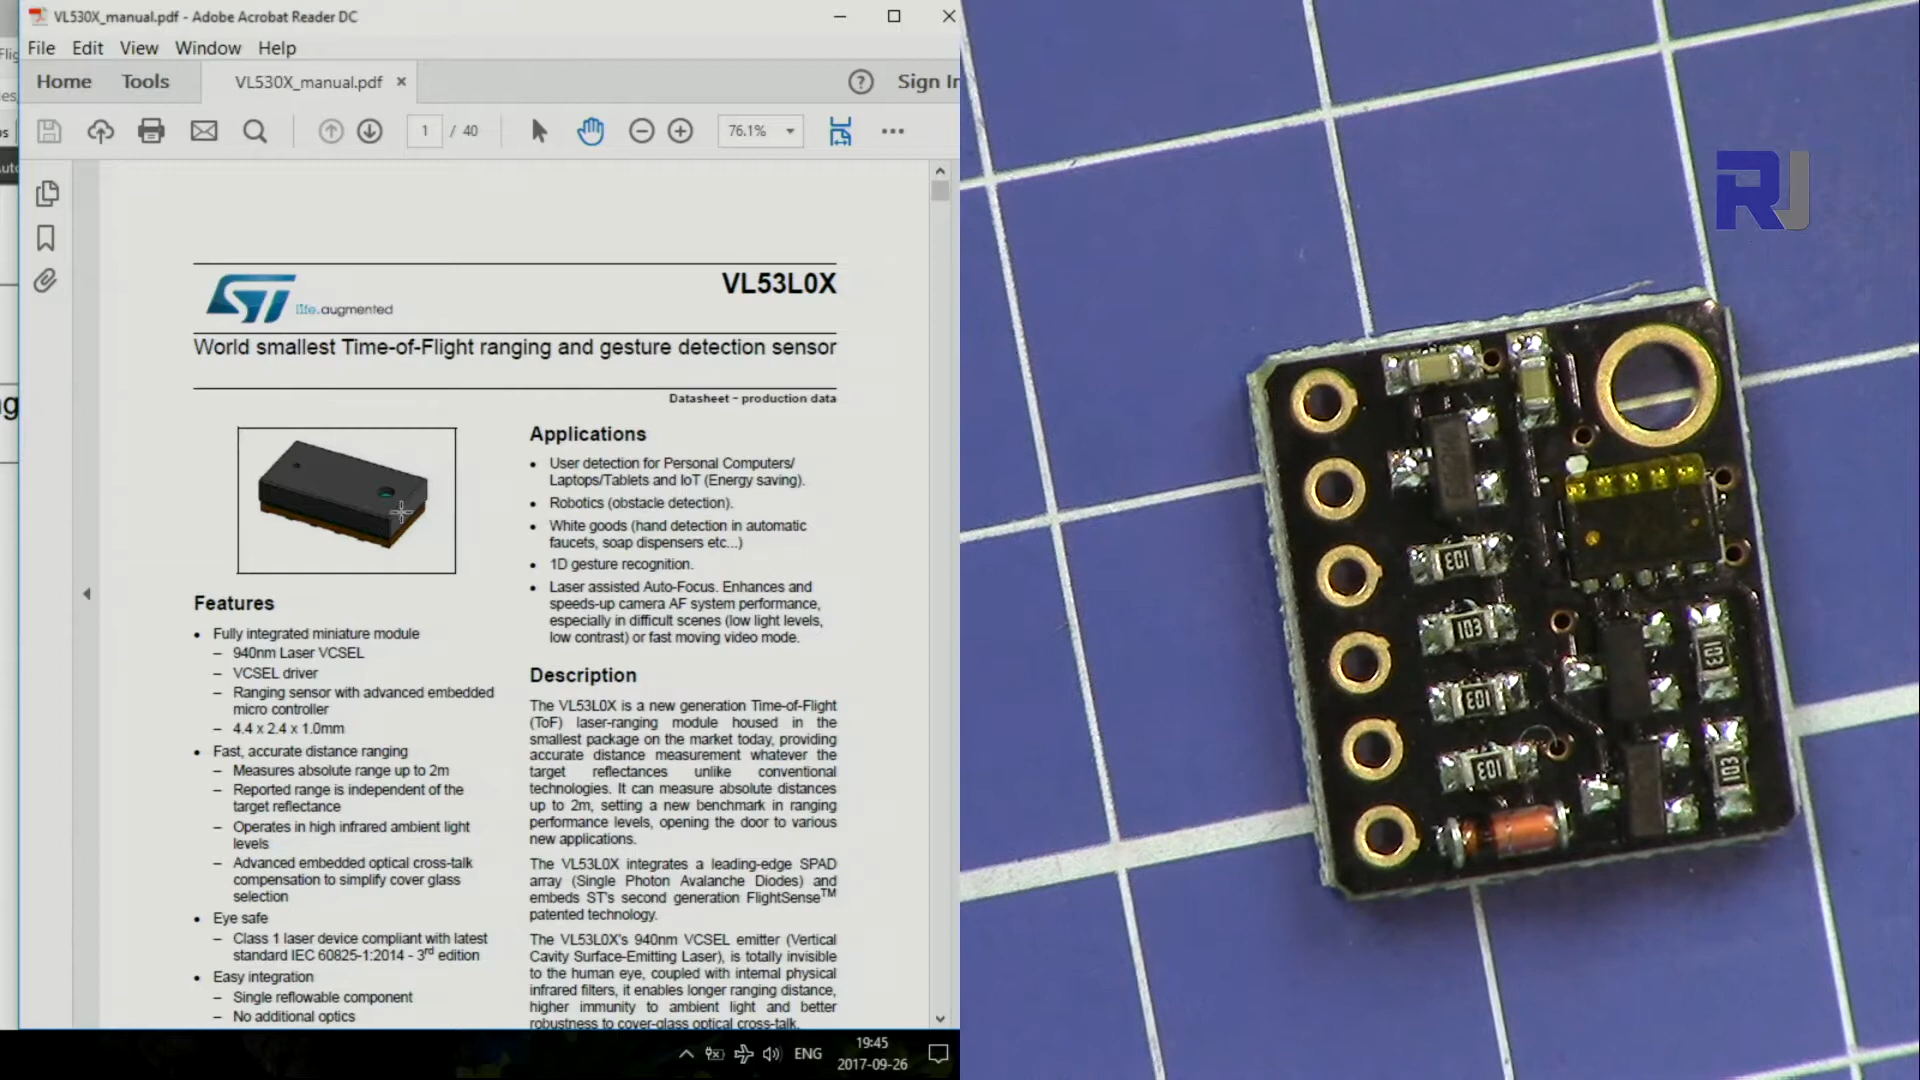 VL530X_manual.pdf - Adobe Acrobat Reader DC
File Edit View Window Help
Home Tools VL530X_manual.pdf × ? Sign In
1 / 40 76.1%
ST life.augmented
VL53L0X
World smallest Time-of-Flight ranging and gesture detection sensor
Datasheet − production data
Features
• Fully integrated miniature module
– 940nm Laser VCSEL
– VCSEL driver
– Ranging sensor with advanced embedded
micro controller
– 4.4 x 2.4 x 1.0mm
• Fast, accurate distance ranging
– Measures absolute range up to 2m
– Reported range is independent of the
target reflectance
– Operates in high infrared ambient light
levels
– Advanced embedded optical cross-talk
compensation to simplify cover glass
selection
• Eye safe
– Class 1 laser device compliant with latest
standard IEC 60825-1:2014 - 3rd edition
• Easy integration
– Single reflowable component
– No additional optics
Applications
• User detection for Personal Computers/
Laptops/Tablets and IoT (Energy saving).
• Robotics (obstacle detection).
• White goods (hand detection in automatic
faucets, soap dispensers etc...)
• 1D gesture recognition.
• Laser assisted Auto-Focus. Enhances and
speeds-up camera AF system performance,
especially in difficult scenes (low light levels,
low contrast) or fast moving video mode.
Description
The VL53L0X is a new generation Time-of-Flight
(ToF) laser-ranging module housed in the
smallest package on the market today, providing
accurate distance measurement whatever the
target reflectances unlike conventional
technologies. It can measure absolute distances
up to 2m, setting a new benchmark in ranging
performance levels, opening the door to various
new applications.
The VL53L0X integrates a leading-edge SPAD
array (Single Photon Avalanche Diodes) and
embeds ST's second generation FlightSense™
patented technology.
The VL53L0X's 940nm VCSEL emitter (Vertical
Cavity Surface-Emitting Laser), is totally invisible
to the human eye, coupled with internal physical
infrared filters, it enables longer ranging distance,
higher immunity to ambient light and better
robustness to cover-glass optical cross-talk.
ENG
19:45
2017-09-26
RJ
103
103
103
103
103
103